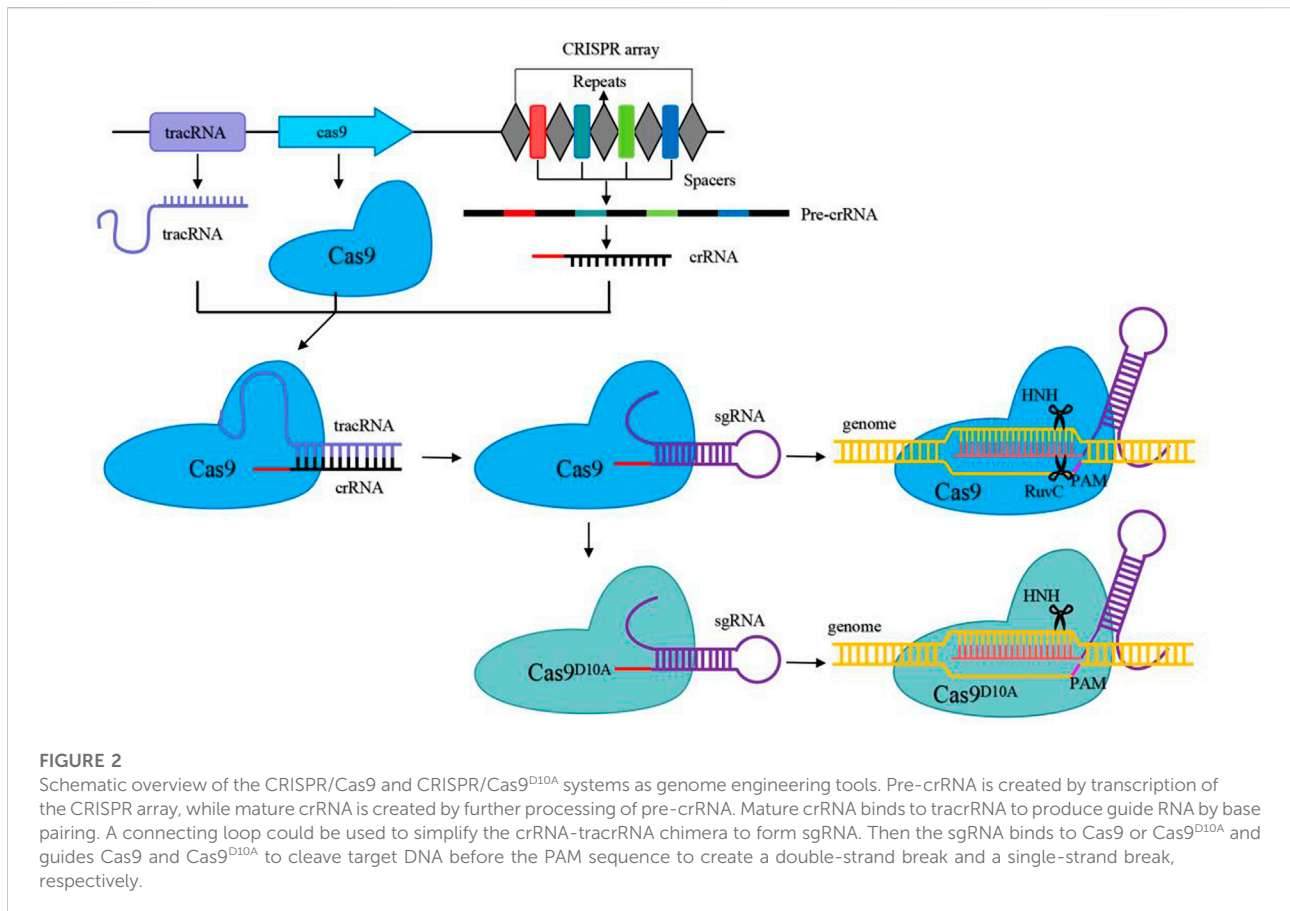 CRISPR array
Repeats
tracRNA
cas9
Spacers
Pre-crRNA
tracRNA
Cas9
crRNA
tracRNA
Cas9
crRNA
sgRNA
Cas9
HNH
genome
Cas9
RuvC
PAM
sgRNA
Cas9D10A
HNH
genome
Cas9D10A
PAM
FIGURE 2
Schematic overview of the CRISPR/Cas9 and CRISPR/Cas9D10A systems as genome engineering tools. Pre-crRNA is created by transcription of
the CRISPR array, while mature crRNA is created by further processing of pre-crRNA. Mature crRNA binds to tracrRNA to produce guide RNA by base
pairing. A connecting loop could be used to simplify the crRNA-tracrRNA chimera to form sgRNA. Then the sgRNA binds to Cas9 or Cas9D10A and
guides Cas9 and Cas9D10A to cleave target DNA before the PAM sequence to create a double-strand break and a single-strand break,
respectively.